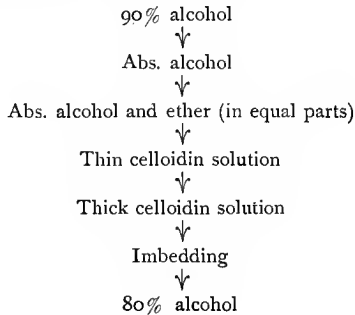 90% alcohol
Abs. alcohol
Abs. alcohol and ether (in equal parts)
Thin celloidin solution
Thick celloidin solution
Imbedding
80% alcohol